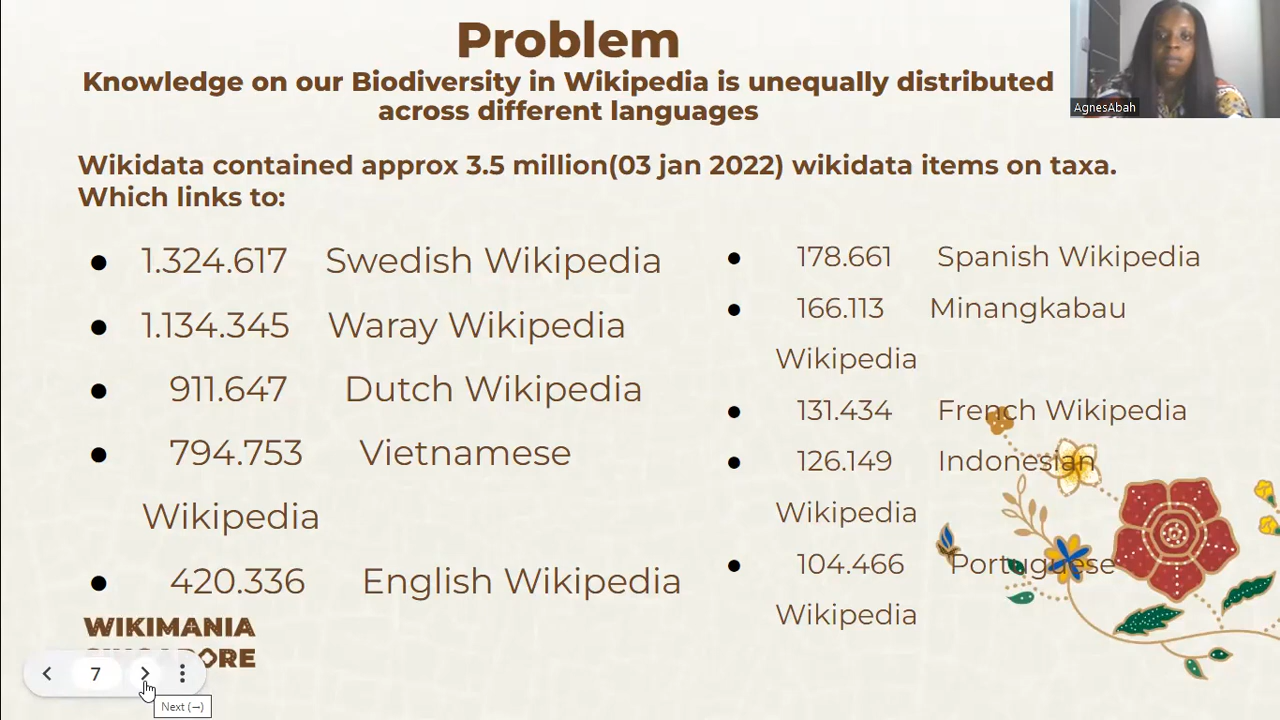 Problem
Knowledge on our Biodiversity in Wikipedia is unequally distributed
across different languages
AgnesAbah
Wikidata contained approx 3.5 million(03 jan 2022) wikidata items on taxa.
Which links to:
● 1.324.617 Swedish Wikipedia
● 1.134.345 Waray Wikipedia
● 911.647 Dutch Wikipedia
● 794.753 Vietnamese
Wikipedia
● 420.336 English Wikipedia
● 178.661 Spanish Wikipedia
● 166.113 Minangkabau
Wikipedia
● 131.434 French Wikipedia
● 126.149 Indonesian
Wikipedia
● 104.466 Portuguese
Wikipedia
WIKIMANIA
SINGAPORE
7
Next (→)